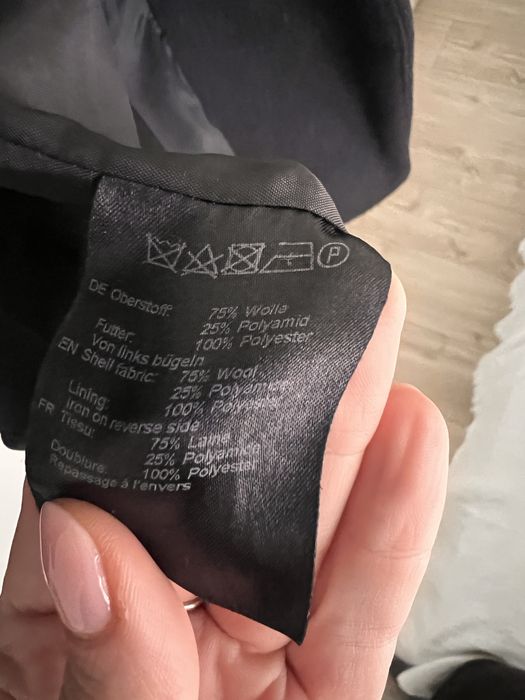 P
DE Oberstoff: 75% Wolle
25% Polyamid
Futter: 100% Polyester
Von links bügeln
EN Shell fabric: 75% Wool
25% Polyamide
Lining: 100% Polyester
Iron on reverse side
FR Tissu: 75% Laine
25% Polyamide
Doublure: 100% Polyester
Repassage à l'envers